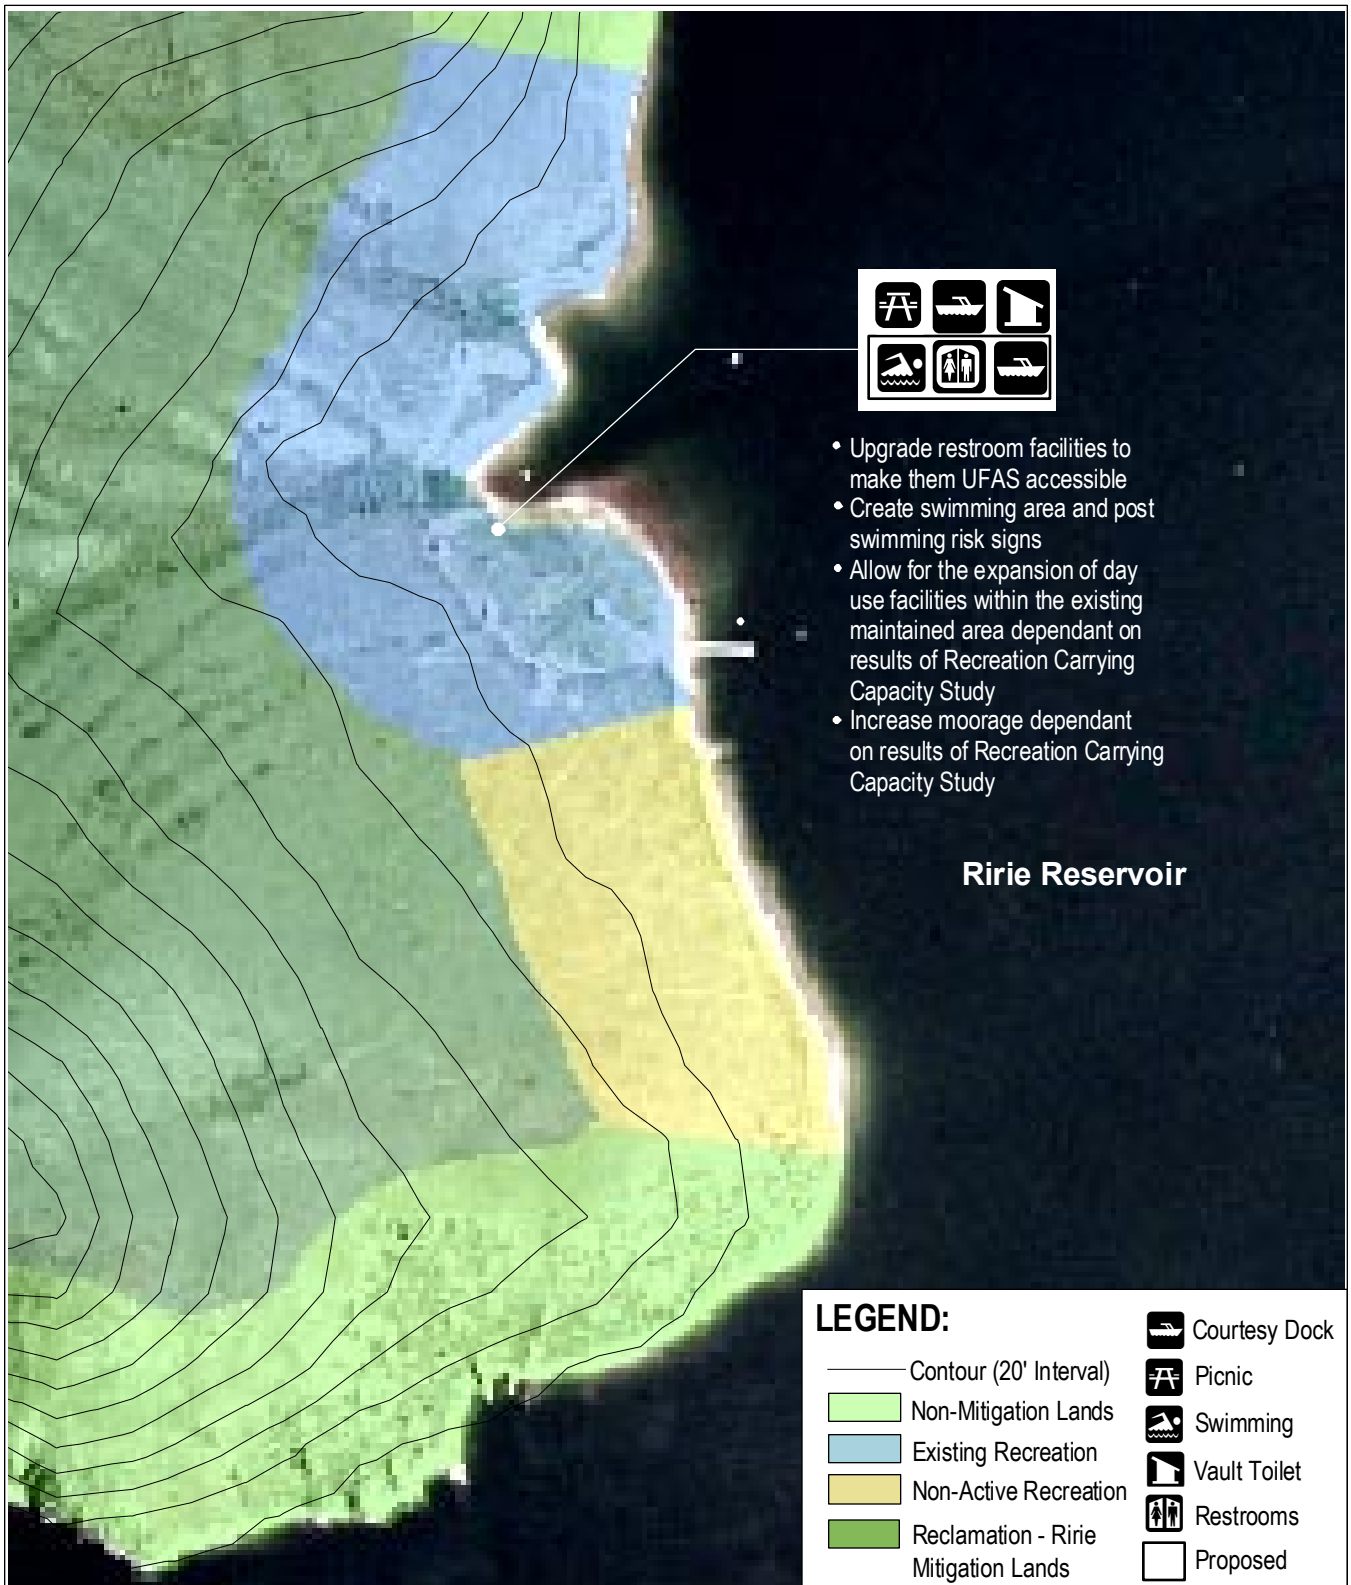 • Upgrade restroom facilities to
make them UFAS accessible
• Create swimming area and post
swimming risk signs
• Allow for the expansion of day
use facilities within the existing
maintained area dependant on
results of Recreation Carrying
Capacity Study
• Increase moorage dependant
on results of Recreation Carrying
Capacity Study
Ririe Reservoir
LEGEND:
Contour (20' Interval)
Non-Mitigation Lands
Existing Recreation
Non-Active Recreation
Reclamation - Ririe
Mitigation Lands
Courtesy Dock
Picnic
Swimming
Vault Toilet
Restrooms
Proposed